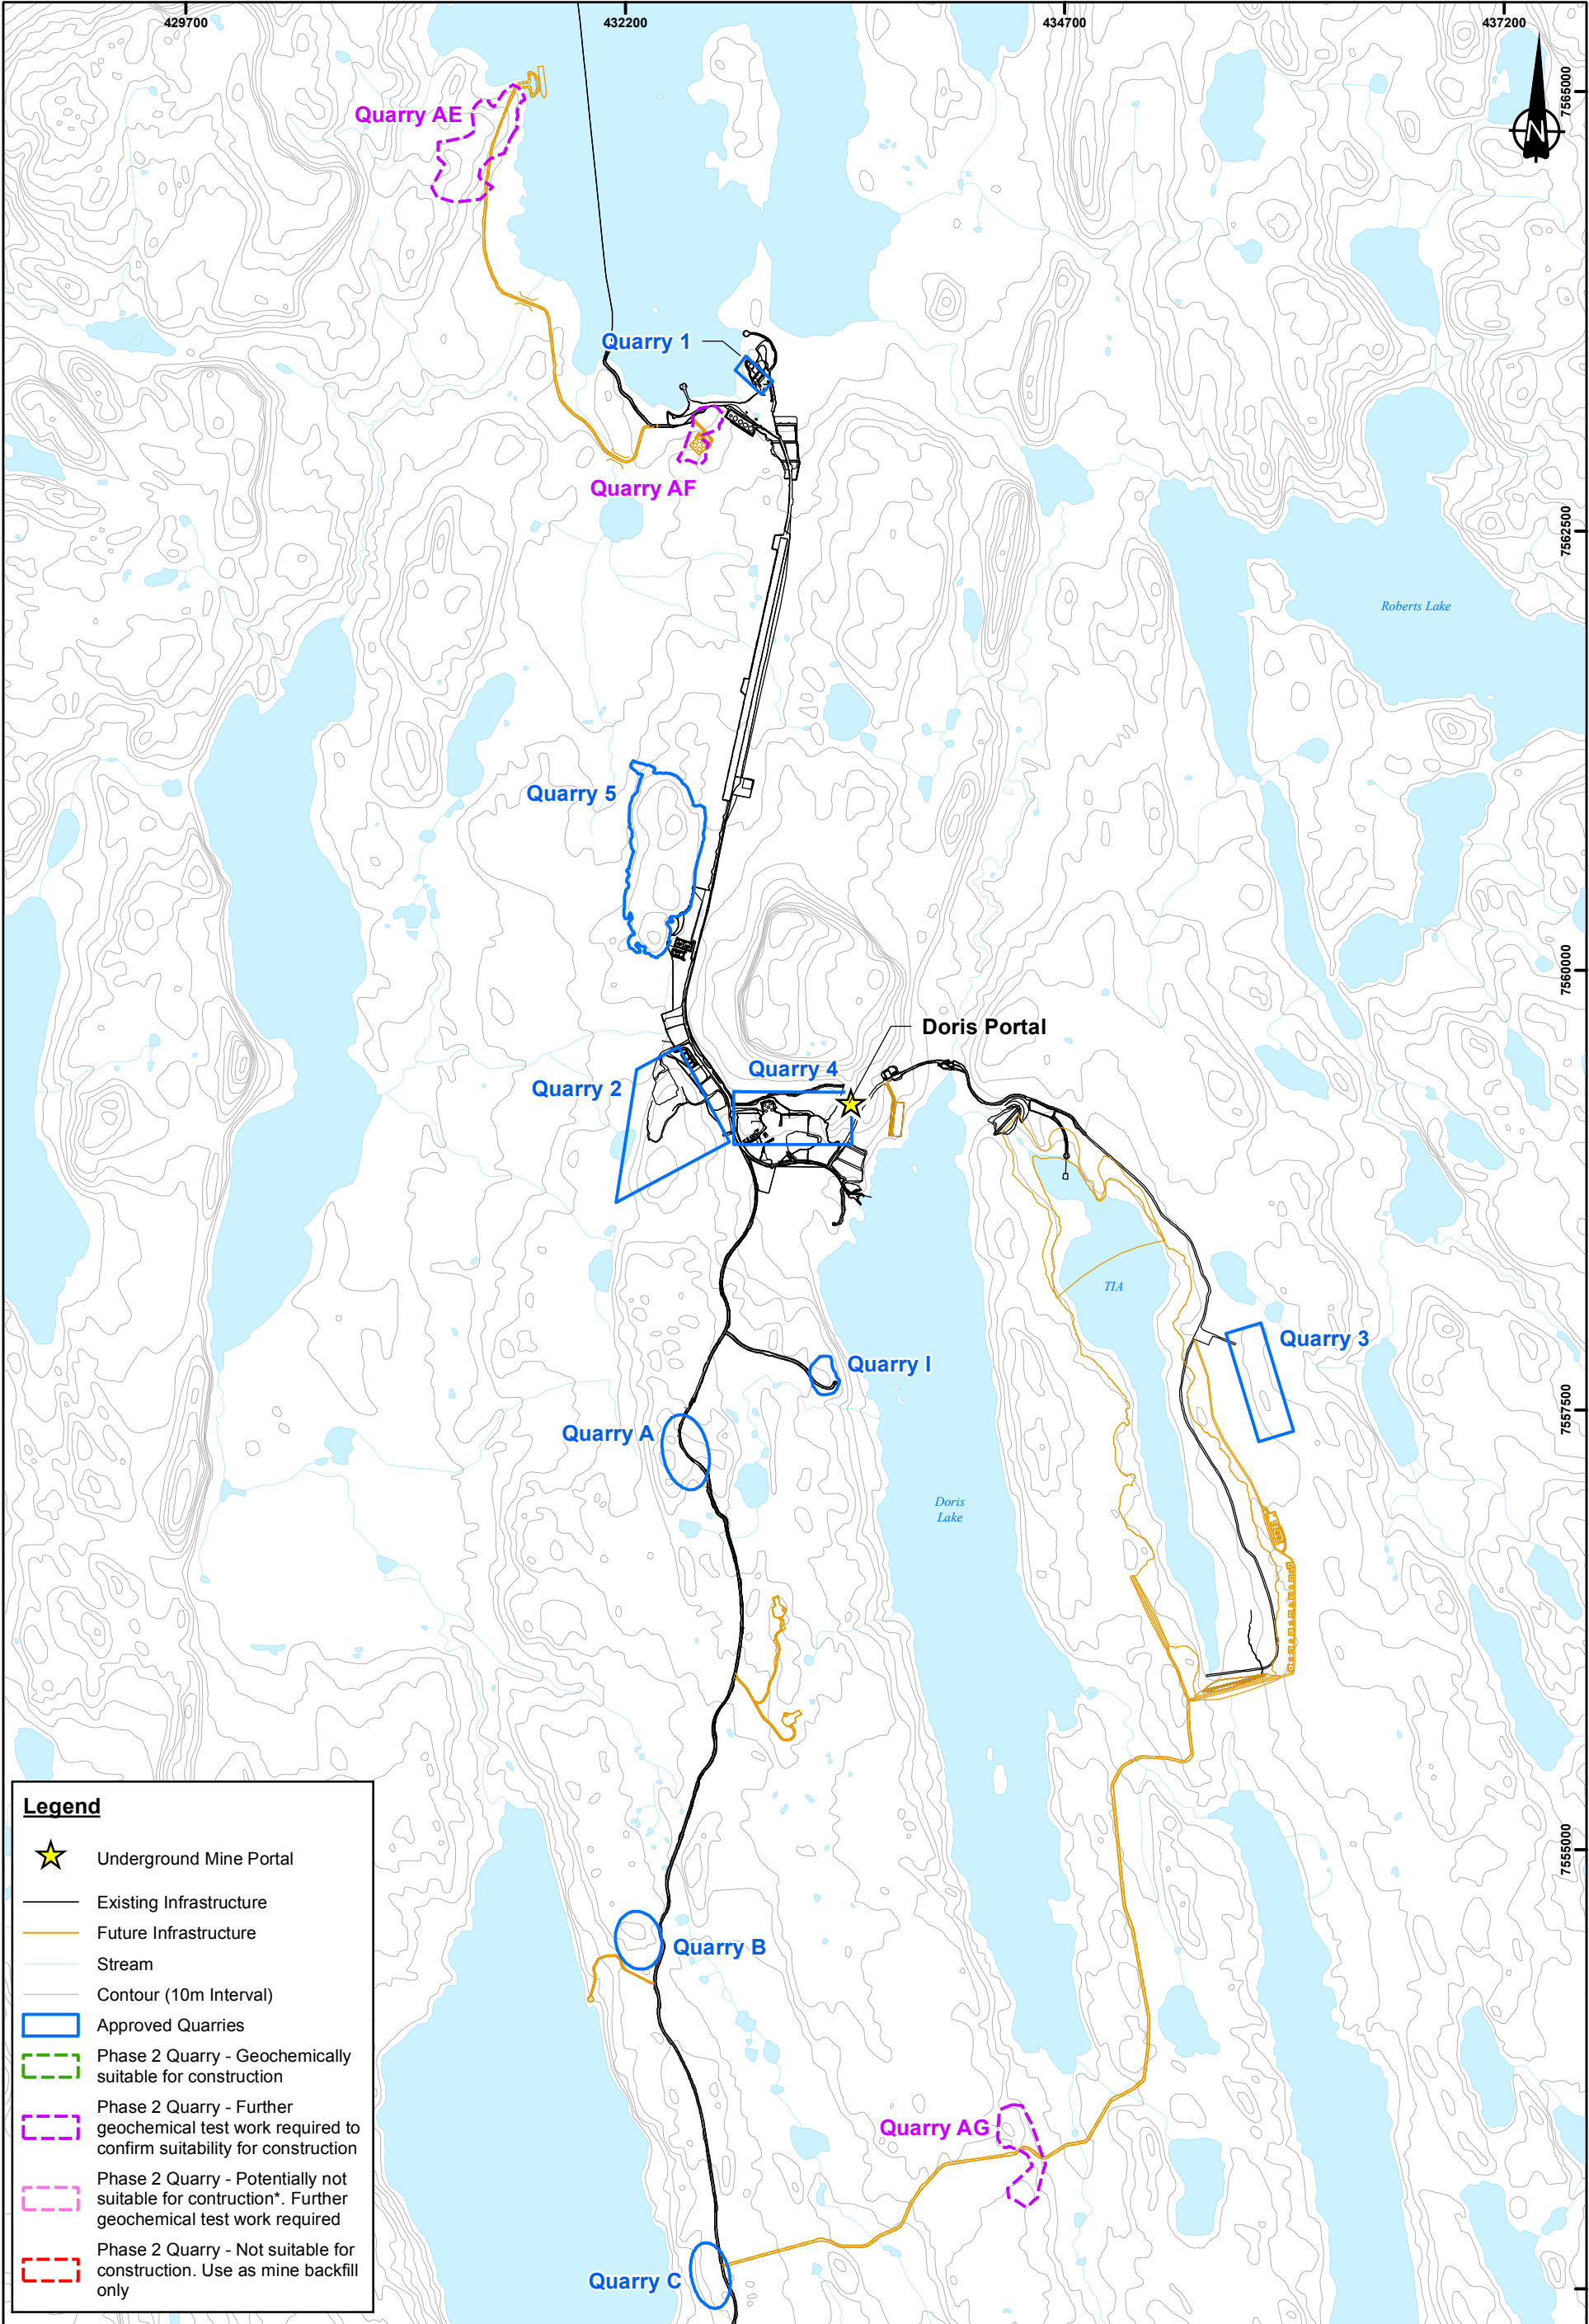 429700
432200
434700
437200
7565000
N
Quarry AE
Quarry 1
Quarry AF
7562500
Roberts Lake
Quarry 5
7560000
Doris Portal
Quarry 4
Quarry 2
TIA
Quarry 3
Quarry I
7557500
Quarry A
Doris
Lake
7555000
Quarry B
Quarry AG
Quarry C
Legend
Underground Mine Portal
Existing Infrastructure
Future Infrastructure
Stream
Contour (10m Interval)
Approved Quarries
Phase 2 Quarry - Geochemically
suitable for construction
Phase 2 Quarry - Further
geochemical test work required to
confirm suitability for construction
Phase 2 Quarry - Potentially not
suitable for contruction*. Further
geochemical test work required
Phase 2 Quarry - Not suitable for
construction. Use as mine backfill
only